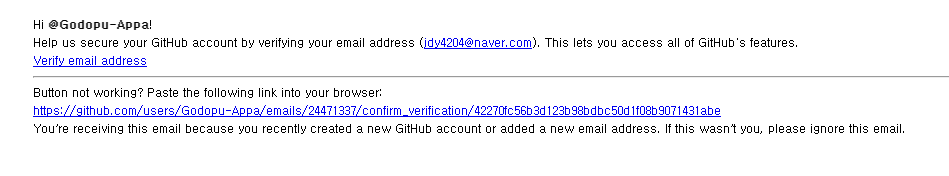 Hi @Godopu-Appa!
Help us secure your GitHub account by verifying your email address (jdy4204@naver.com). This lets you access all of GitHub's features.
Verify email address
Button not working? Paste the following link into your browser:
https://github.com/users/Godopu-Appa/emails/24471337/confirm_verification/42270fc56b3d123b98bdbc50d1f08b9071431abe
You’re receiving this email because you recently created a new GitHub account or added a new email address. If this wasn’t you, please ignore this email.